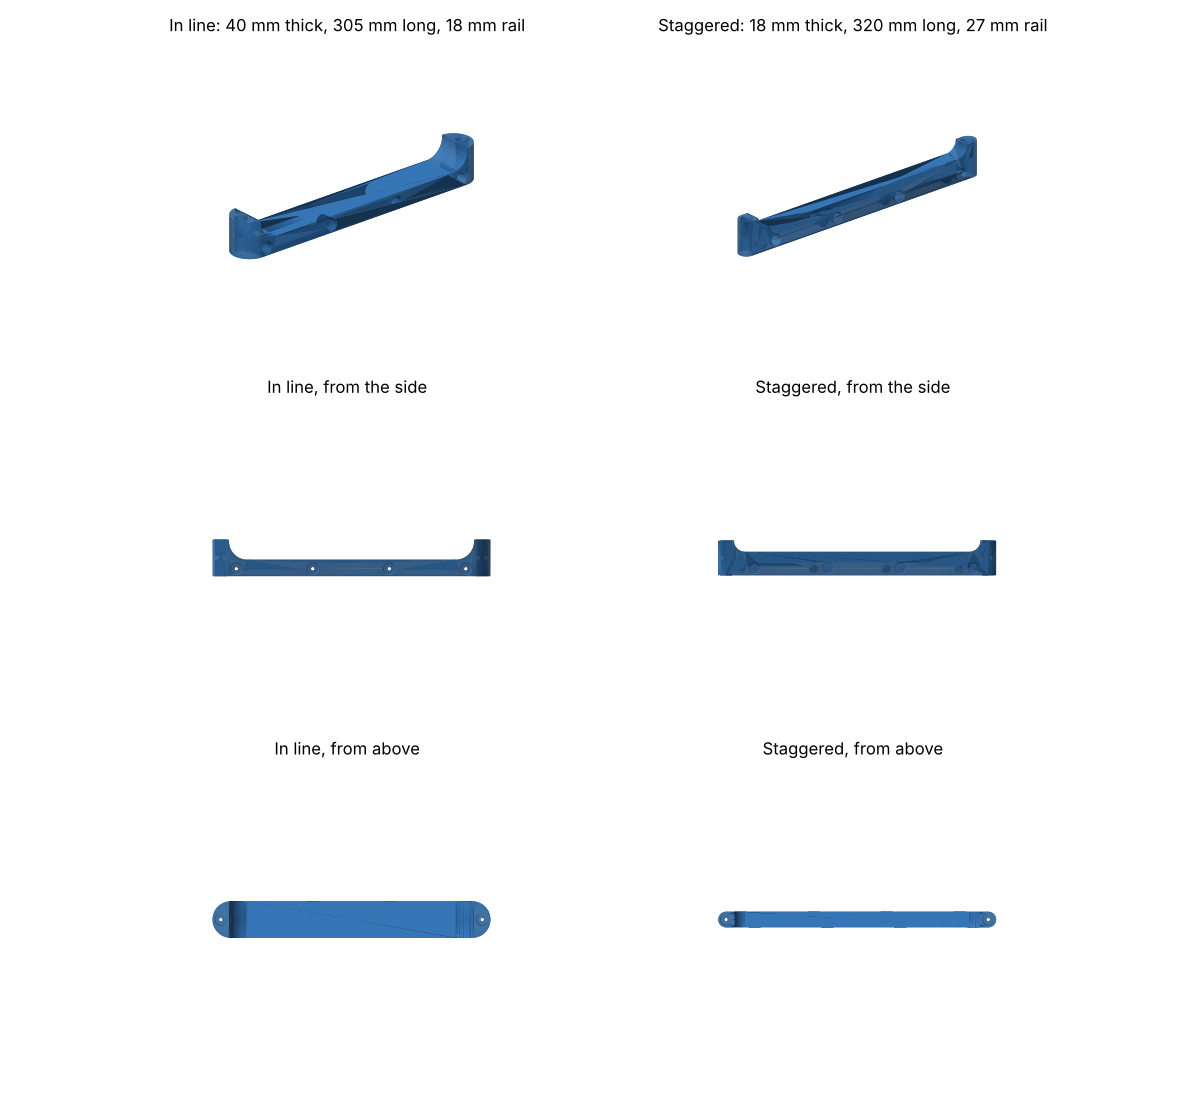 In line: 40 mm thick, 305 mm long, 18 mm rail
Staggered: 18 mm thick, 320 mm long, 27 mm rail
In line, from the side
Staggered, from the side
In line, from above
Staggered, from above